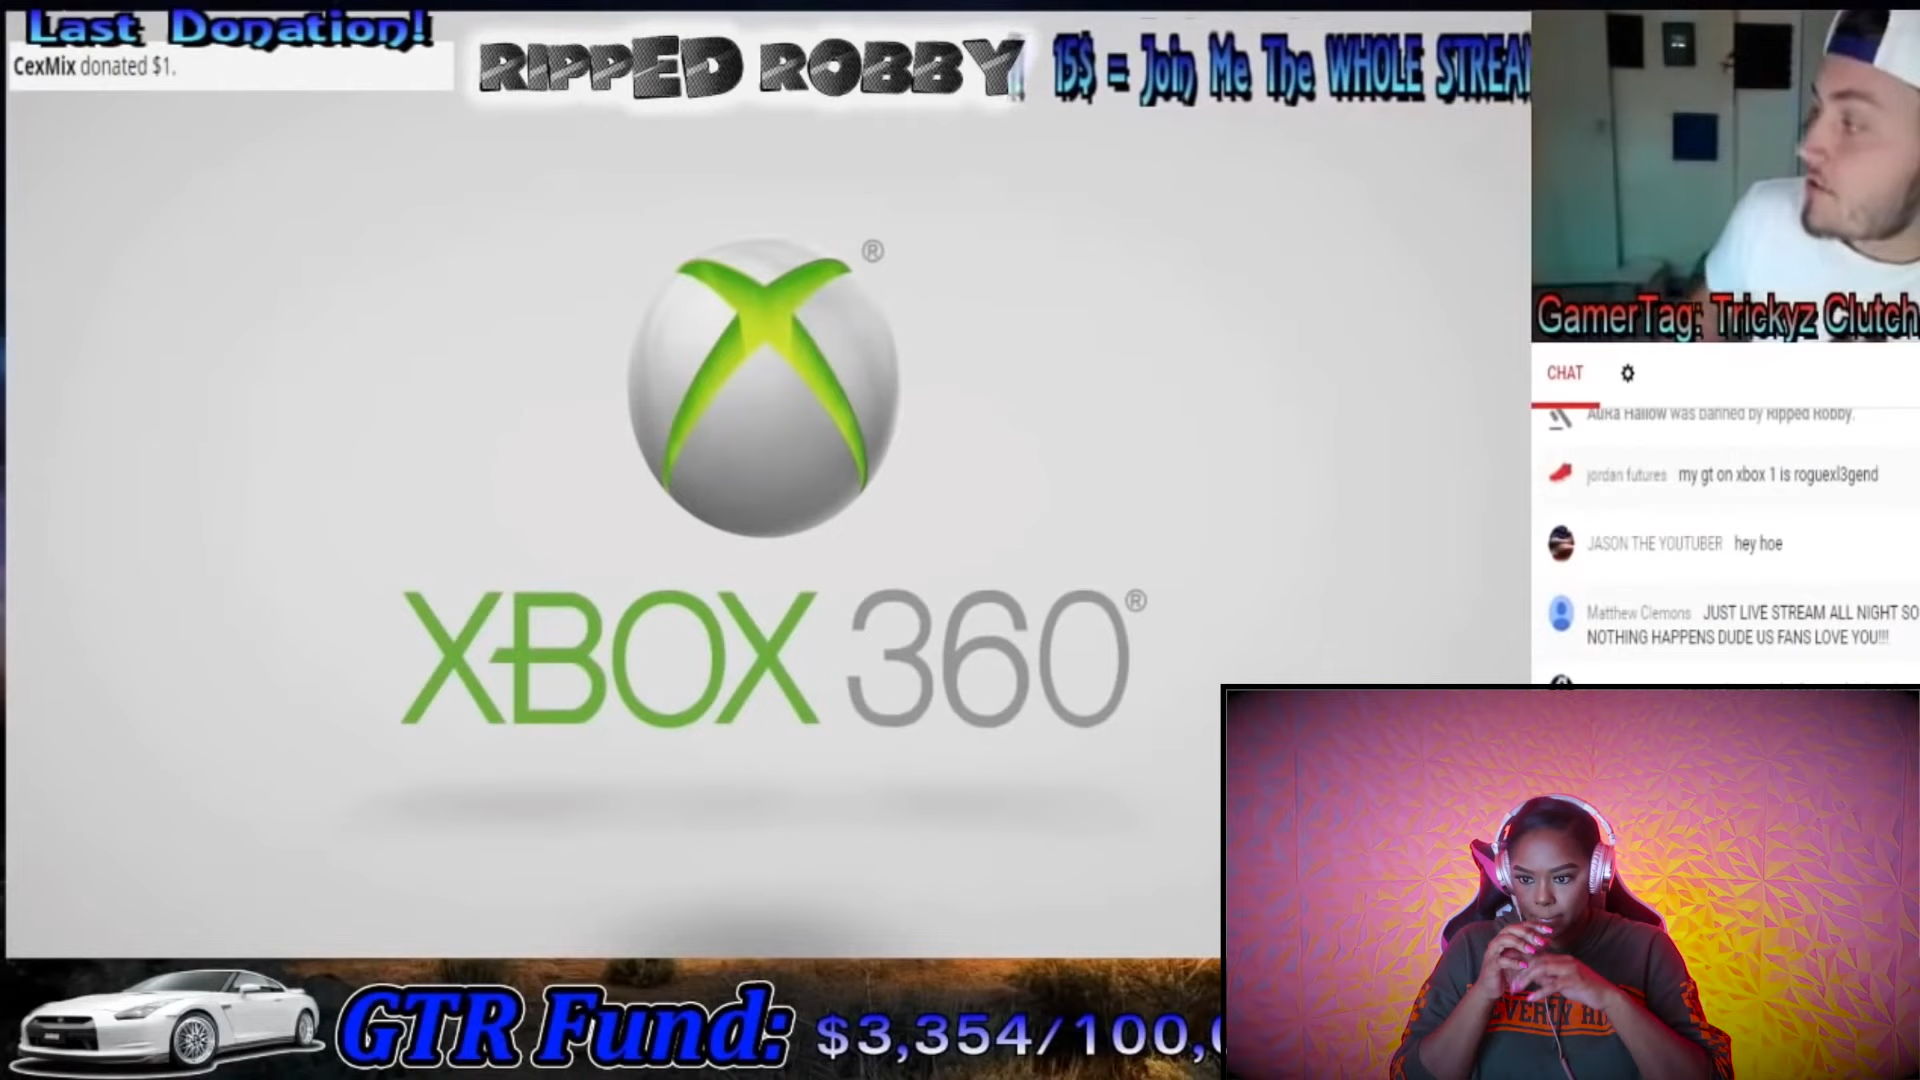 Last Donation!
CexMix donated $1.
RIPPED ROBBY
15$ = Join Me The WHOLE STREA
GamerTag: Trickyz Clutch
CHAT
AuRa Hallow was banned by Ripped Robby.
jordan futures my gt on xbox 1 is roguexl3gend
JASON THE YOUTUBER hey hoe
Matthew Clemons JUST LIVE STREAM ALL NIGHT SO
NOTHING HAPPENS DUDE US FANS LOVE YOU!!!
®
XBOX 360®
GTR Fund: $3,354/100,
EVERLY HI